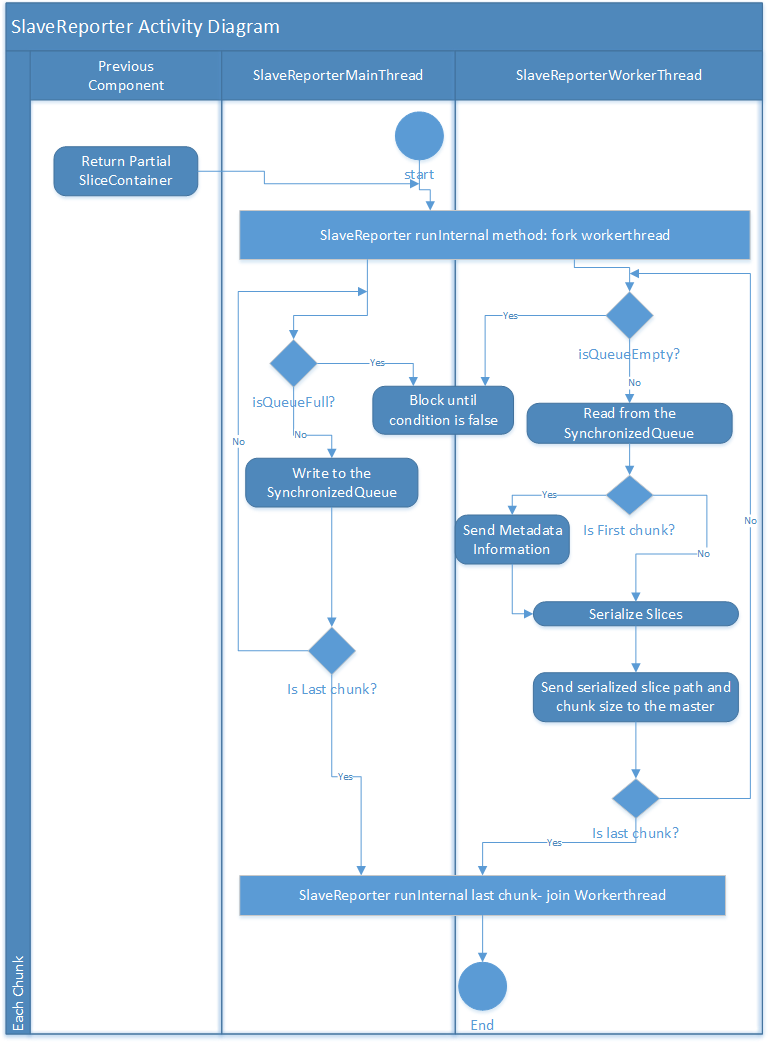 SlaveReporter Activity Diagram
Previous
Component
SlaveReporterMainThread
SlaveReporterWorkerThread
start
Return Partial
SliceContainer
SlaveReporter runInternal method: fork workerthread
Yes
isQueueEmpty?
Yes
No
isQueueFull?
Block until
condition is false
Read from the
SynchronizedQueue
No
No
Write to the
SynchronizedQueue
Yes
Is First chunk?
No
Send Metadata
Information
No
Serialize Slices
Is Last chunk?
Send serialized slice path and
chunk size to the master
Yes
Is last chunk?
Yes
SlaveReporter runInternal last chunk- join Workerthread
Each Chunk
End